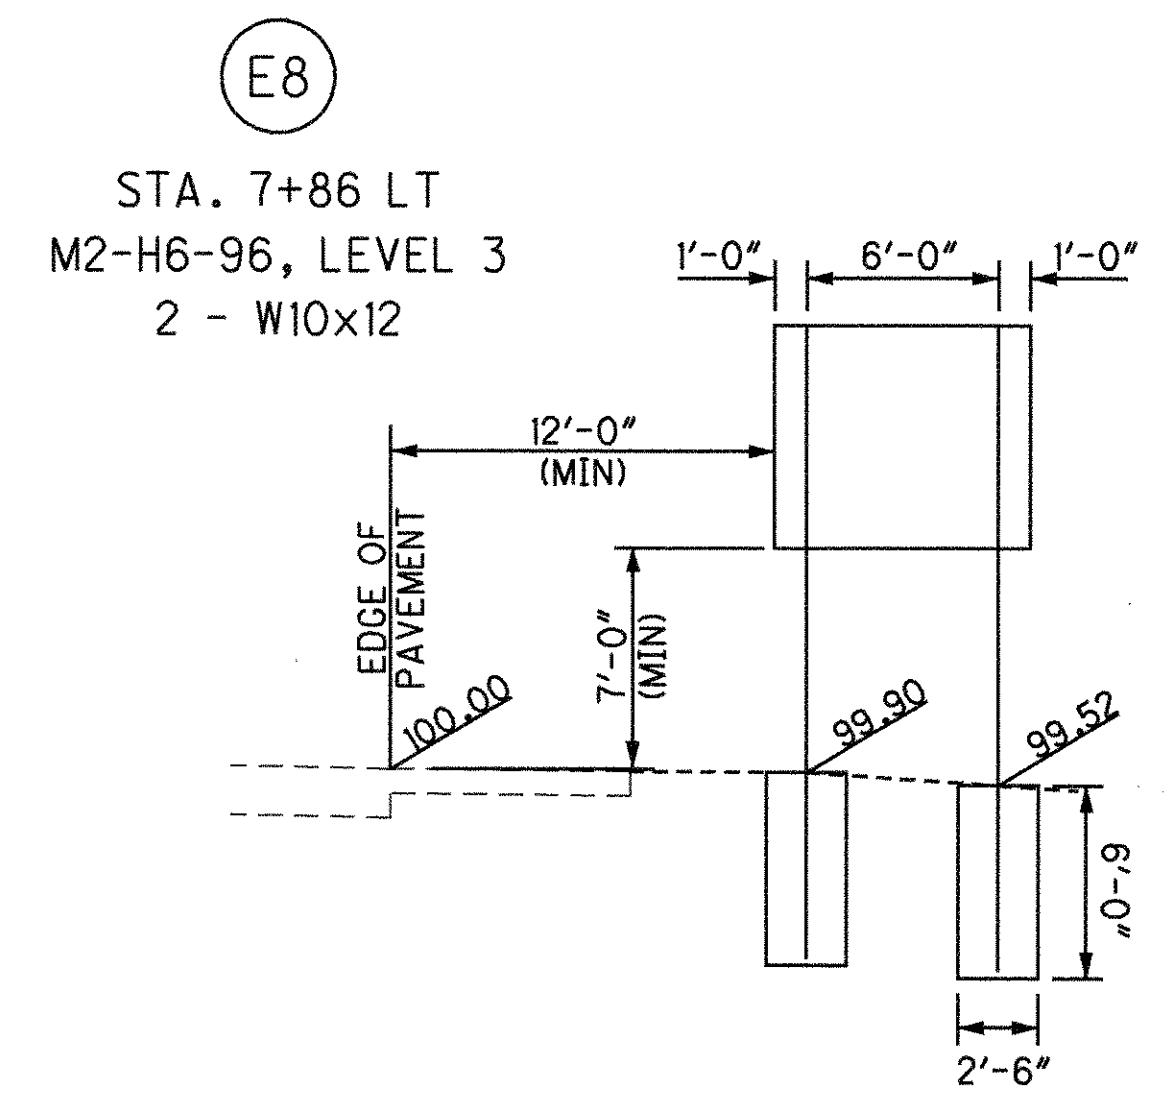 E8
STA. 7+86 LT
M2-H6-96, LEVEL 3
2 - W10x12
1'-0" 6'-0" 1'-0"
12'-0"
(MIN)
EDGE OF
PAVEMENT
7'-0"
(MIN)
100.00
99.90
99.52
6'-0"
2'-6"